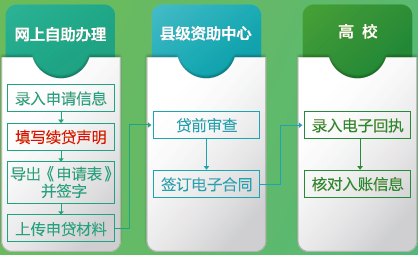 网上自助办理
录入申请信息
填写续贷声明
导出《申请表》
并签字
上传申贷材料
县级资助中心
贷前审查
签订电子合同
高 校
录入电子回执
核对入账信息